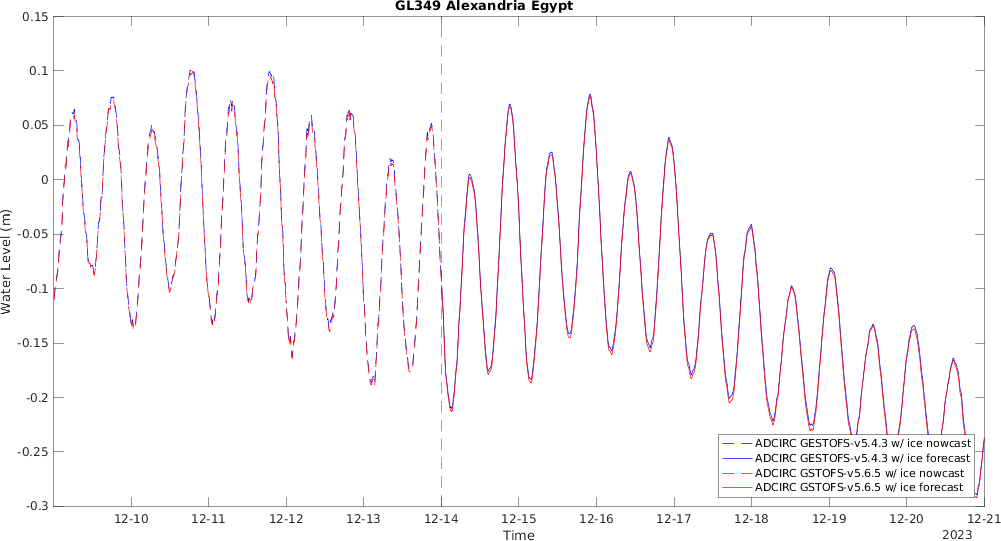 GL349 Alexandria Egypt
0.15
0.1
0.05
0
-0.05
-0.1
-0.15
-0.2
-0.25
-0.3
Water Level (m)
ADCIRC GESTOFS-v5.4.3 w/ ice nowcast
ADCIRC GESTOFS-v5.4.3 w/ ice forecast
ADCIRC GSTOFS-v5.6.5 w/ ice nowcast
ADCIRC GSTOFS-v5.6.5 w/ ice forecast
12-10 12-11 12-12 12-13 12-14 12-15 12-16 12-17 12-18 12-19 12-20 12-21
Time
2023